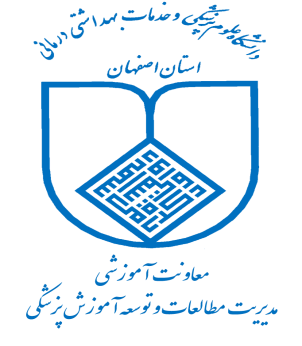 دانشگاه علوم پزشکی و خدمات بهداشتی درمانی
استان اصفهان
معاونت آموزشی
مدیریت مطالعات و توسعه آموزش پزشکی